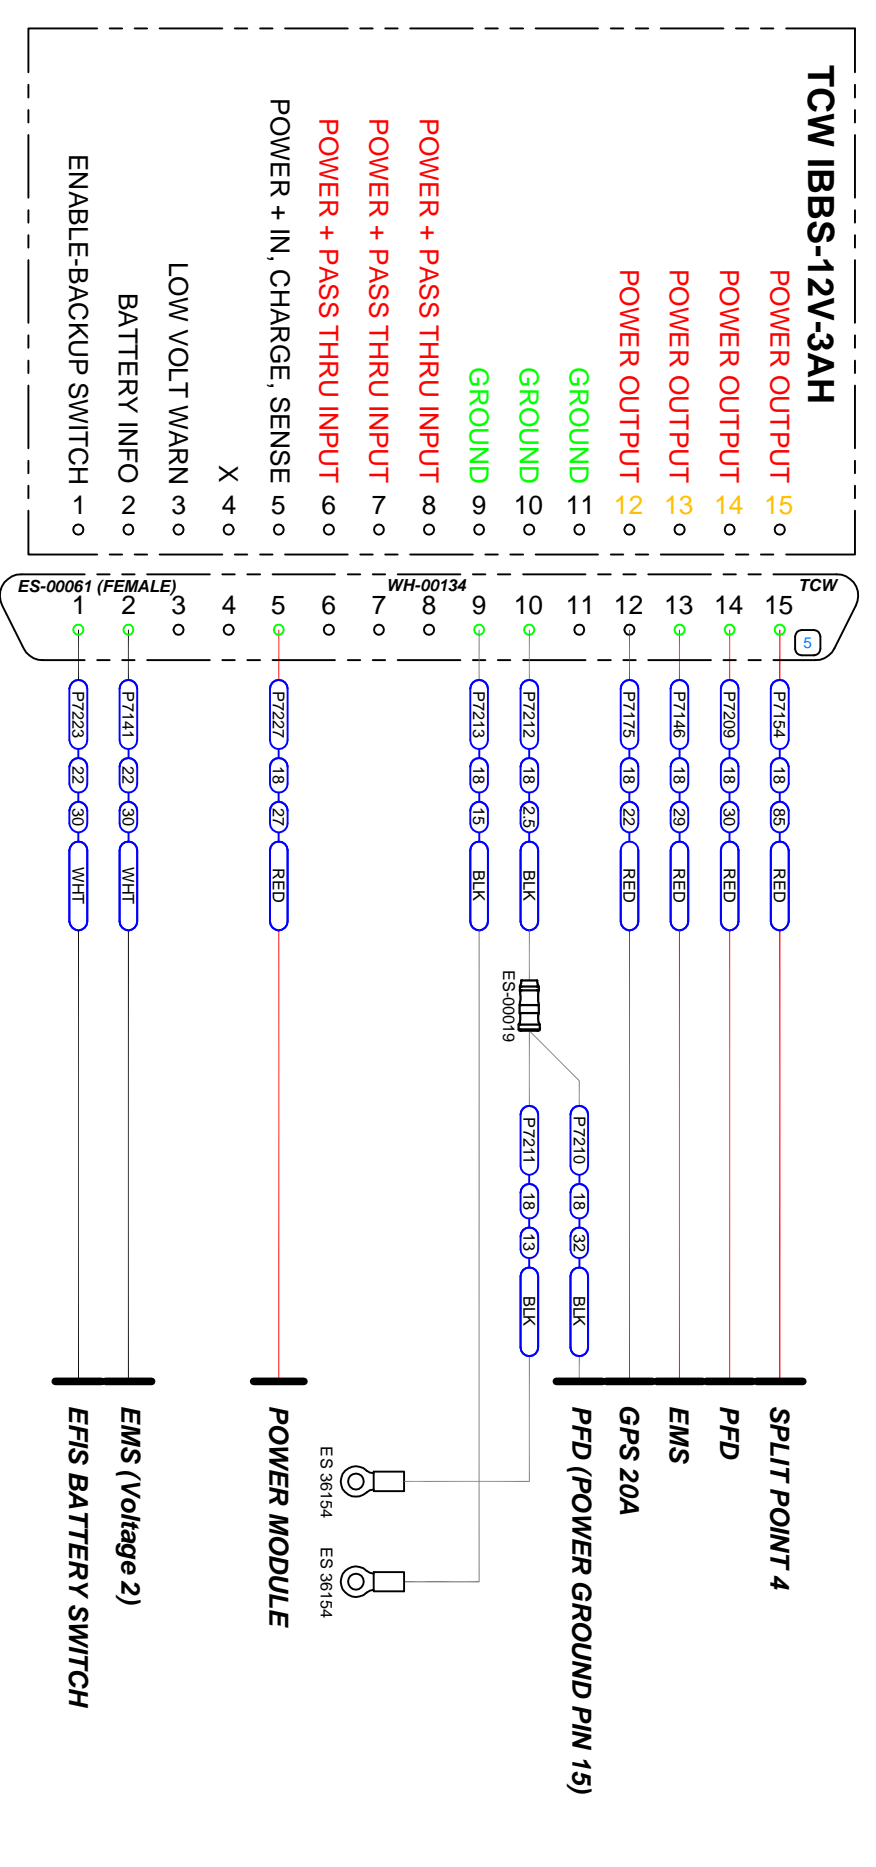 TCW IBBS-12V-3AH
ENABLE-BACKUP SWITCH
BATTERY INFO
LOW VOLT WARN
X
POWER + IN, CHARGE, SENSE
POWER + PASS THRU INPUT
POWER + PASS THRU INPUT
POWER + PASS THRU INPUT
GROUND
GROUND
GROUND
POWER OUTPUT
POWER OUTPUT
POWER OUTPUT
POWER OUTPUT
1 2 3 4 5 6 7 8 9 10 11 12 13 14 15
ES-00061 (FEMALE) WH-00134 TCW
1 2 3 4 5 6 7 8 9 10 11 12 13 14 15
5
P7223 22 30 WHT
P7141 22 30 WHT
P7227 18 27 RED
P7213 18 15 BLK
P7212 18 2.5 BLK
P7175 18 22 RED
P7146 18 29 RED
P7209 18 30 RED
P7154 18 85 RED
ES-00019
P7211 18 13 BLK
P7210 18 32 BLK
EFIS BATTERY SWITCH
EMS (Voltage 2)
POWER MODULE
ES 36154
ES 36154
PFD (POWER GROUND PIN 15)
GPS 20A
EMS
PFD
SPLIT POINT 4